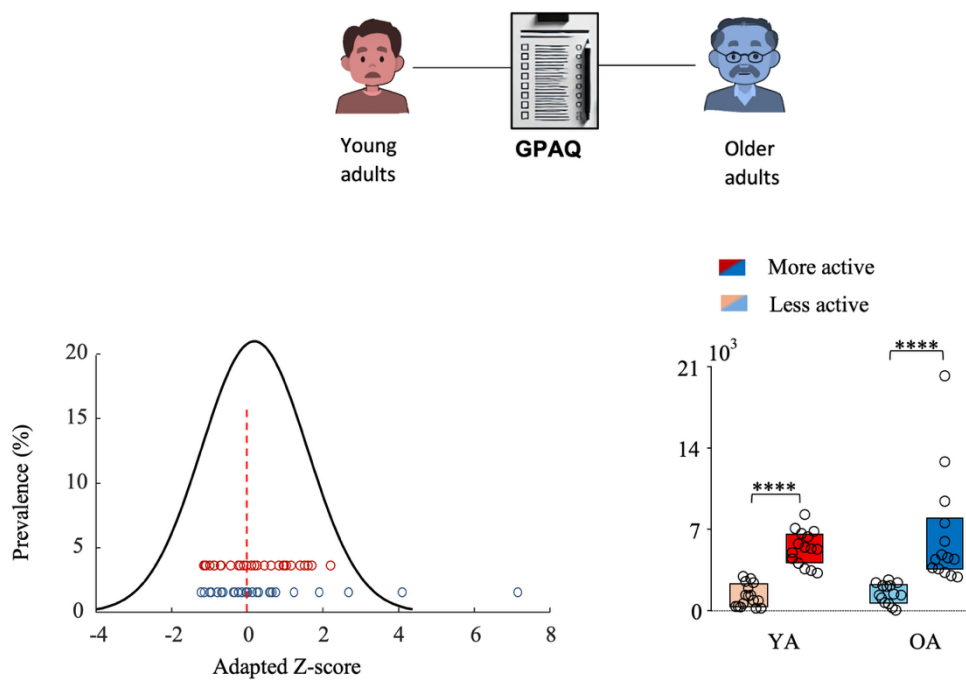 Young
adults
GPAQ
Older
adults
More active
Less active
Prevalence (%)
20
15
10
5
0
-4
-2
0
2
4
6
8
Adapted Z-score
10³
21
14
7
0
****
****
YA
OA